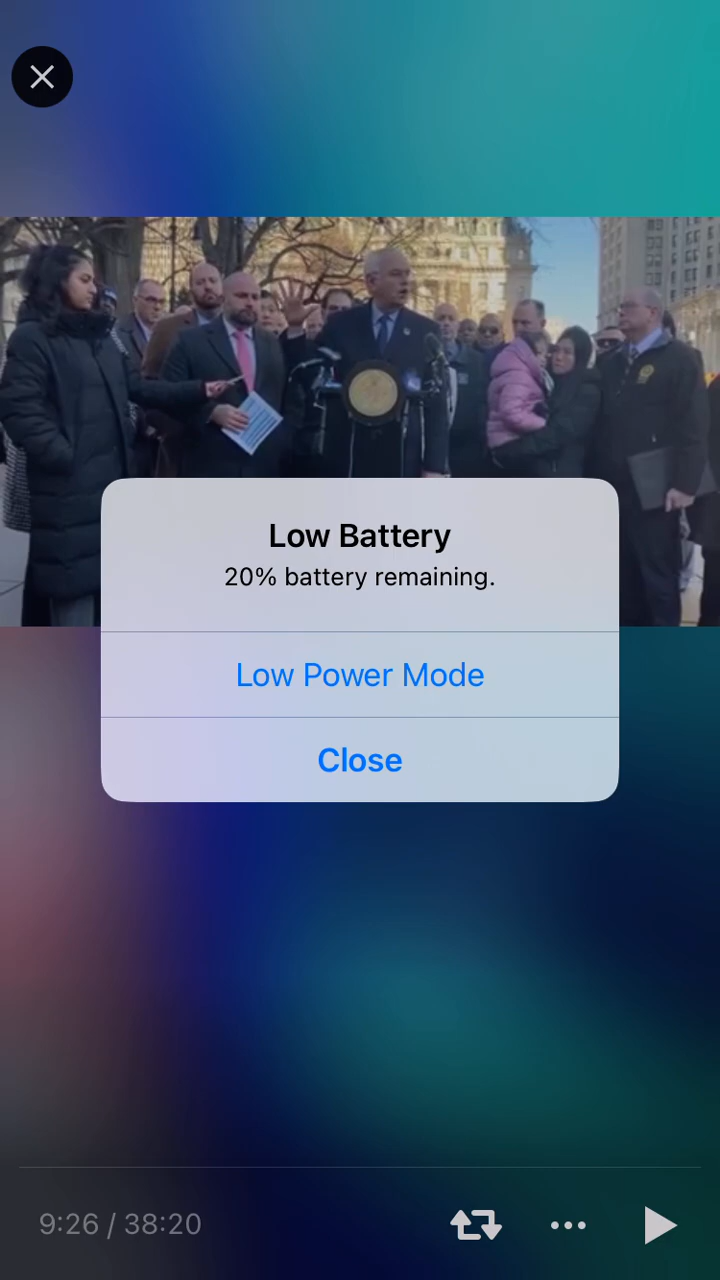 Low Battery
20% battery remaining.
Low Power Mode
Close
9:26 / 38:20